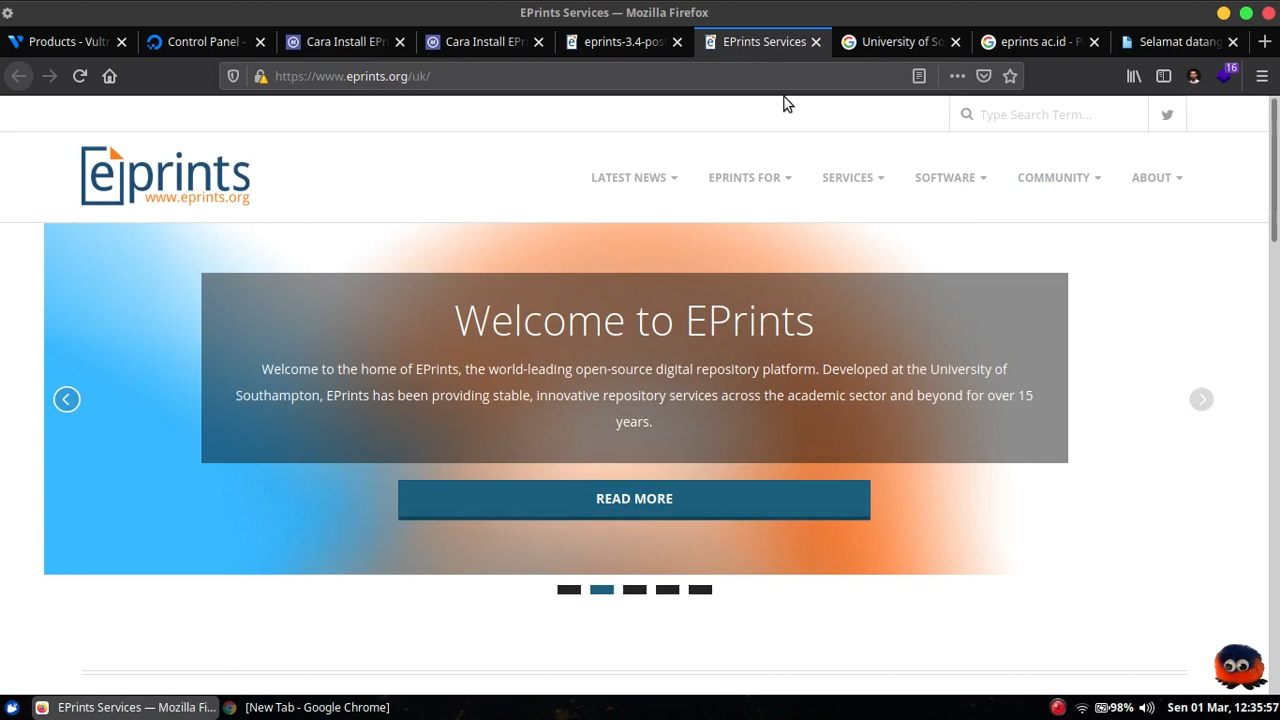 EPrints Services — Mozilla Firefox
Products - Vultr
Control Panel -
Cara Install EPri
Cara Install EPri
eprints-3.4-post
EPrints Services
University of So
eprints ac.id - P
Selamat datang
https://www.eprints.org/uk/
16
Type Search Term...
eprints
www.eprints.org
LATEST NEWS
EPRINTS FOR
SERVICES
SOFTWARE
COMMUNITY
ABOUT
Welcome to EPrints
Welcome to the home of EPrints, the world-leading open-source digital repository platform. Developed at the University of
Southampton, EPrints has been providing stable, innovative repository services across the academic sector and beyond for over 15
years.
READ MORE
EPrints Services — Mozilla Fi...
[New Tab - Google Chrome]
98%
Sen 01 Mar, 12:35:57